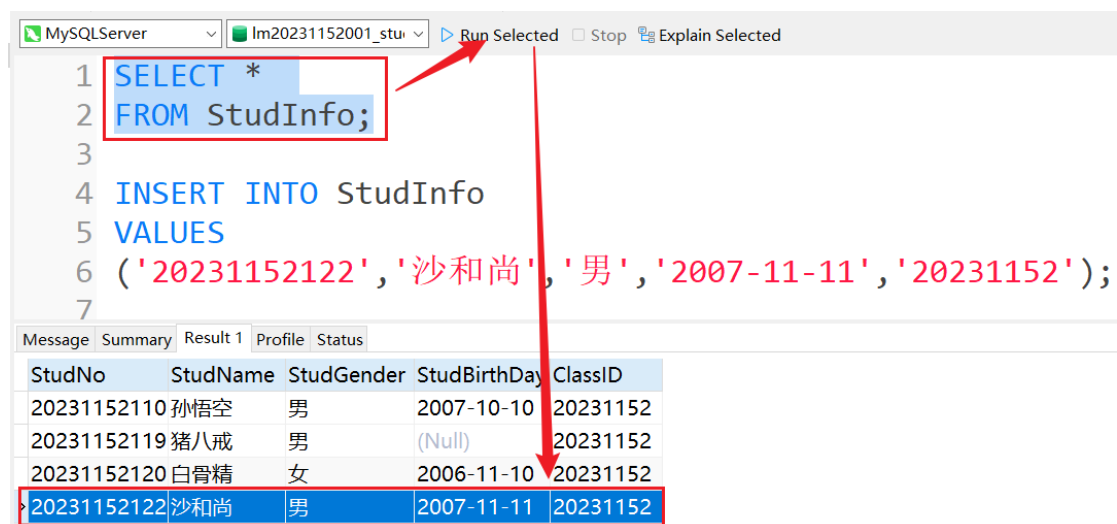 MySQLServer lm20231152001_stu Run Selected Stop Explain Selected
1 SELECT *
2 FROM StudInfo;
3
4 INSERT INTO StudInfo
5 VALUES
6 ('20231152122','沙和尚','男','2007-11-11','20231152');
7
Message Summary Result 1 Profile Status
StudNo StudName StudGender StudBirthDay ClassID
20231152110 孙悟空 男 2007-10-10 20231152
20231152119 猪八戒 男 (Null) 20231152
20231152120 白骨精 女 2006-11-10 20231152
20231152122 沙和尚 男 2007-11-11 20231152